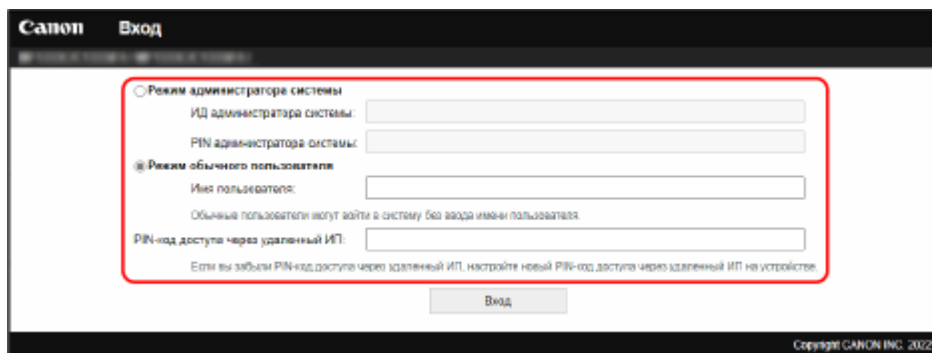 Canon Вход
Режим администратора системы
ИД администратора системы:
PIN администратора системы:
Режим обычного пользователя
Имя пользователя:
Обычные пользователи могут войти в систему без ввода имени пользователя.
PIN-код доступа через удаленный ИП:
Если вы забыли PIN-код доступа через удаленный ИП, настройте новый PIN-код доступа через удаленный ИП на устройстве.
Вход
Copyright CANON INC. 2022